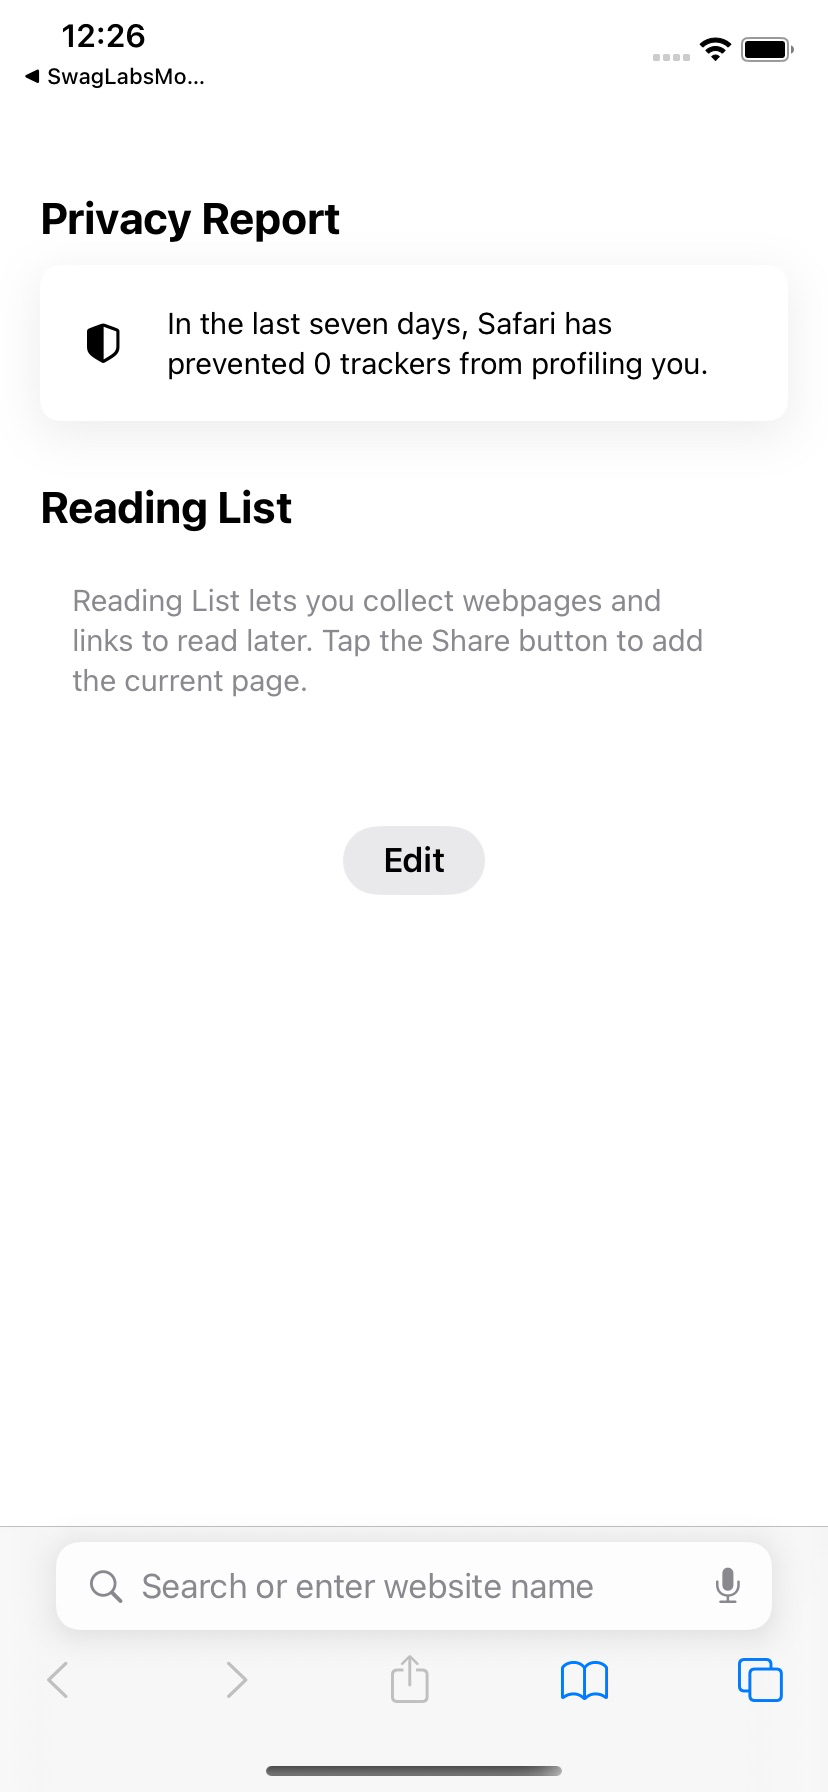 12:26
◀ SwagLabsMo...
Privacy Report
In the last seven days, Safari has
prevented 0 trackers from profiling you.
Reading List
Reading List lets you collect webpages and
links to read later. Tap the Share button to add
the current page.
Edit
Search or enter website name